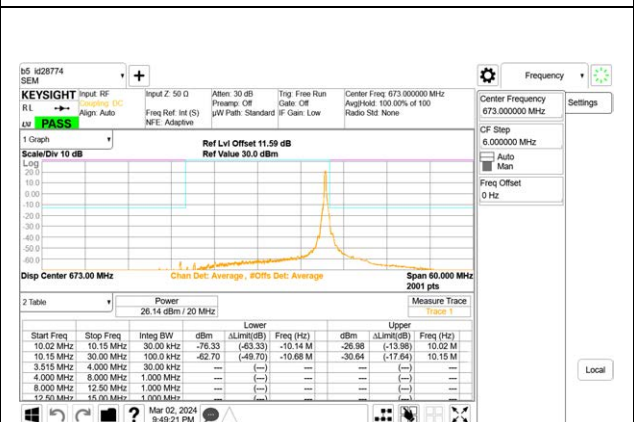 b5 id28774
SEM
Frequency
KEYSIGHT Input: RF Input Z: 50 Ω Atten: 30 dB Trig: Free Run Center Freq: 673.000000 MHz
RL Coupling: DC Preamp: Off Gate: Off Avg|Hold: 100.00% of 100
Align: Auto Freq Ref: Int (S) µW Path: Standard IF Gain: Low Radio Std: None
LNI PASS NFE: Adaptive
Center Frequency
673.000000 MHz
Settings
CF Step
6.000000 MHz
Auto
Man
Freq Offset
0 Hz
1 Graph
Ref Lvl Offset 11.59 dB
Scale/Div 10 dB Ref Value 30.0 dBm
Log
20.0
10.0
0.00
-10.0
-20.0
-30.0
-40.0
-50.0
-60.0
Disp Center 673.00 MHz Chan Det: Average , #Offs Det: Average Span 60.000 MHz
2001 pts
2 Table Power Measure Trace
26.14 dBm / 20 MHz Trace 1
Lower Upper
Start Freq Stop Freq Integ BW dBm ΔLimit(dB) Freq (Hz) dBm ΔLimit(dB) Freq (Hz)
10.02 MHz 10.15 MHz 30.00 kHz -76.33 (-63.33) -10.14 M -26.98 (-13.98) 10.02 M
10.15 MHz 30.00 MHz 100.0 kHz -62.70 (-49.70) -10.68 M -30.64 (-17.64) 10.15 M
3.515 MHz 4.000 MHz 30.00 kHz --- (---) --- --- (---) ---
4.000 MHz 8.000 MHz 1.000 MHz --- (---) --- --- (---) ---
8.000 MHz 12.50 MHz 1.000 MHz --- (---) --- --- (---) ---
12.50 MHz 15.00 MHz 1.000 MHz --- (---) --- --- (---) ---
Local
Mar 02, 2024
9:49:21 PM